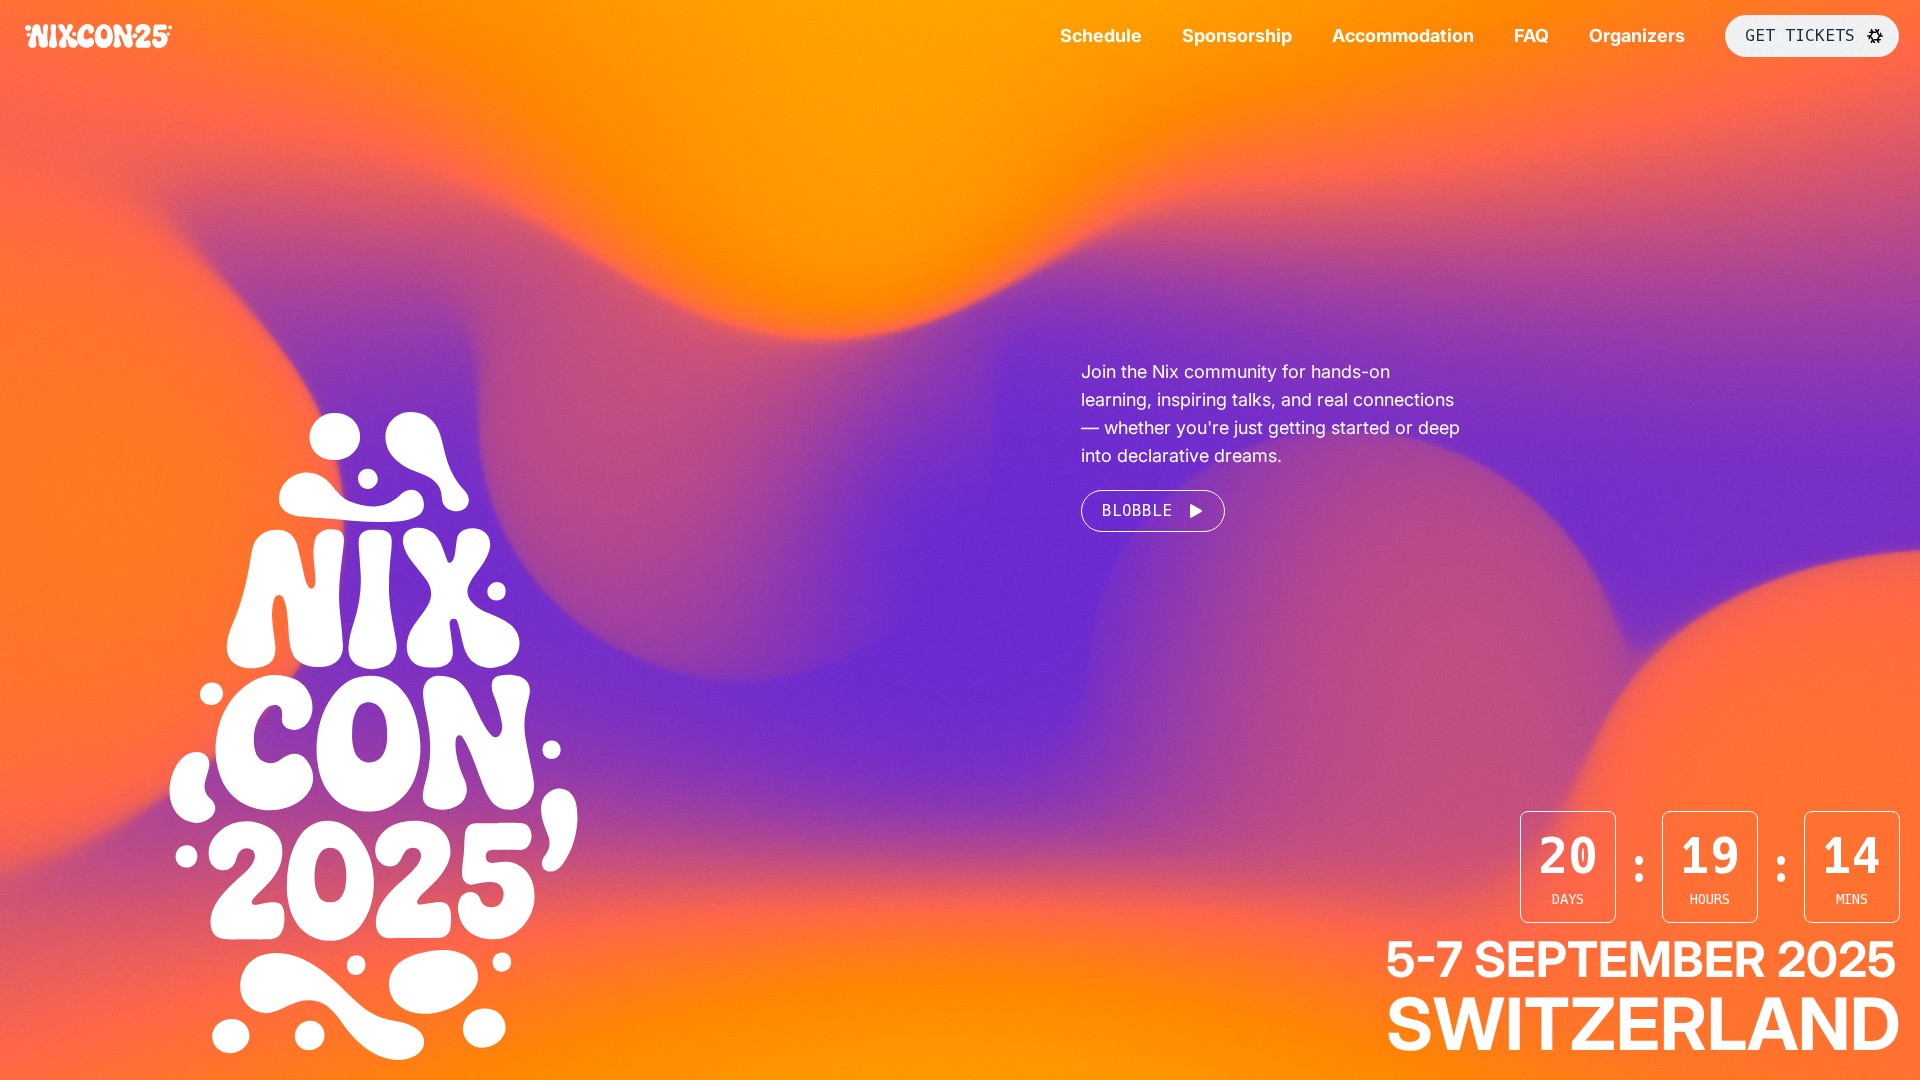 NIX•CON•25
Schedule
Sponsorship
Accommodation
FAQ
Organizers
GET TICKETS
Join the Nix community for hands-on
learning, inspiring talks, and real connections
— whether you're just getting started or deep
into declarative dreams.
BLOBBLE
NIX
CON
2025
20 : 19 : 14
DAYS HOURS MINS
5-7 SEPTEMBER 2025
SWITZERLAND